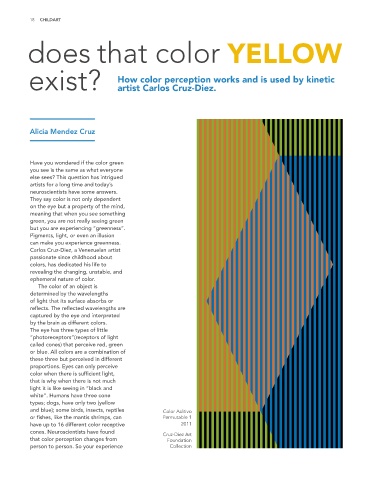 18 CHILDART
does that color YELLOW
exist?
How color perception works and is used by kinetic
artist Carlos Cruz-Diez.
Alicia Mendez Cruz
Have you wondered if the color green
you see is the same as what everyone
else sees? This question has intrigued
artists for a long time and today's
neuroscientists have some answers.
They say color is not only dependent
on the eye but a property of the mind,
meaning that when you see something
green, you are not really seeing green
but you are experiencing "greenness".
Pigments, light, or even an illusion
can make you experience greenness.
Carlos Cruz-Diez, a Venezuelan artist
passionate since childhood about
colors, has dedicated his life to
revealing the changing, unstable, and
ephemeral nature of color.
The color of an object is
determined by the wavelengths
of light that its surface absorbs or
reflects. The reflected wavelengths are
captured by the eye and interpreted
by the brain as different colors.
The eye has three types of little
"photoreceptors"(receptors of light
called cones) that perceive red, green
or blue. All colors are a combination of
these three but perceived in different
proportions. Eyes can only perceive
color when there is sufficient light,
that is why when there is not much
light it is like seeing in "black and
white". Humans have three cone
types; dogs, have only two (yellow
and blue); some birds, insects, reptiles
or fishes, like the mantis shrimps, can
have up to 16 different color receptive
cones. Neuroscientists have found
that color perception changes from
person to person. So your experience
Color Aditivo
Permutable 1
2011
Cruz-Diez Art
Foundation
Collection